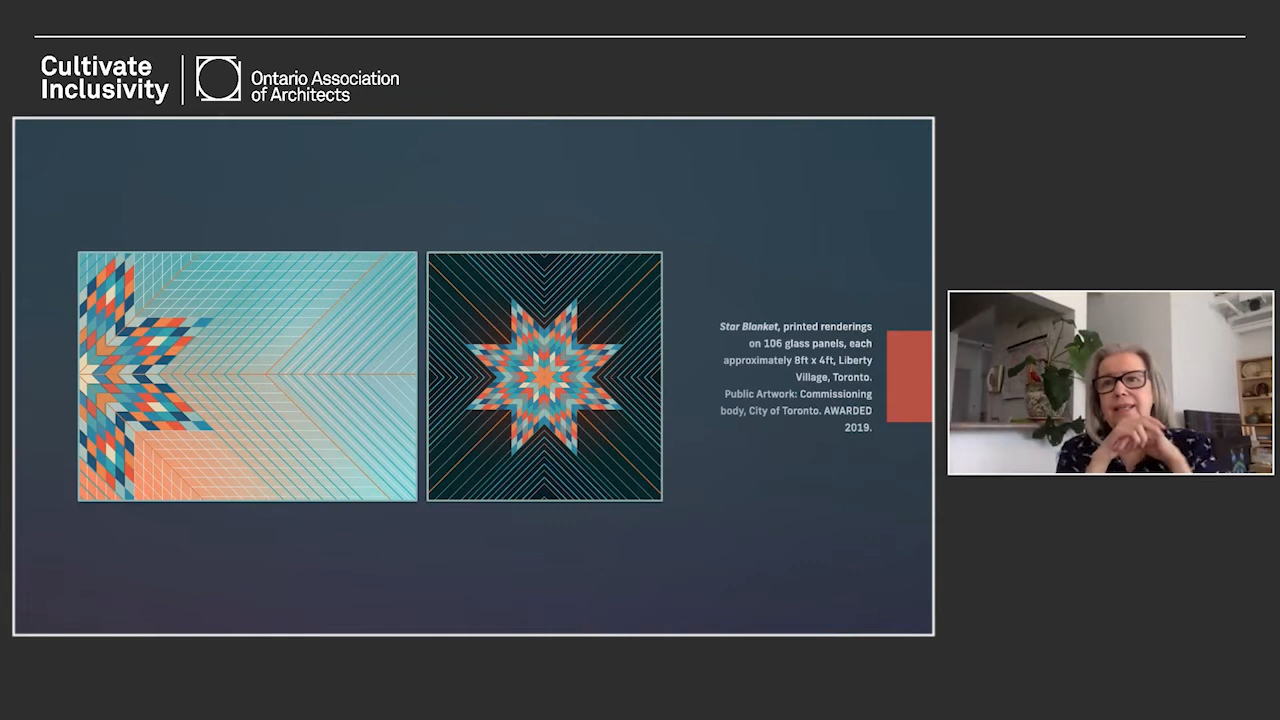 Cultivate
Inclusivity
Ontario Association
of Architects
Star Blanket, printed renderings
on 106 glass panels, each
approximately 8ft x 4ft, Liberty
Village, Toronto.
Public Artwork: Commissioning
body, City of Toronto. AWARDED
2019.